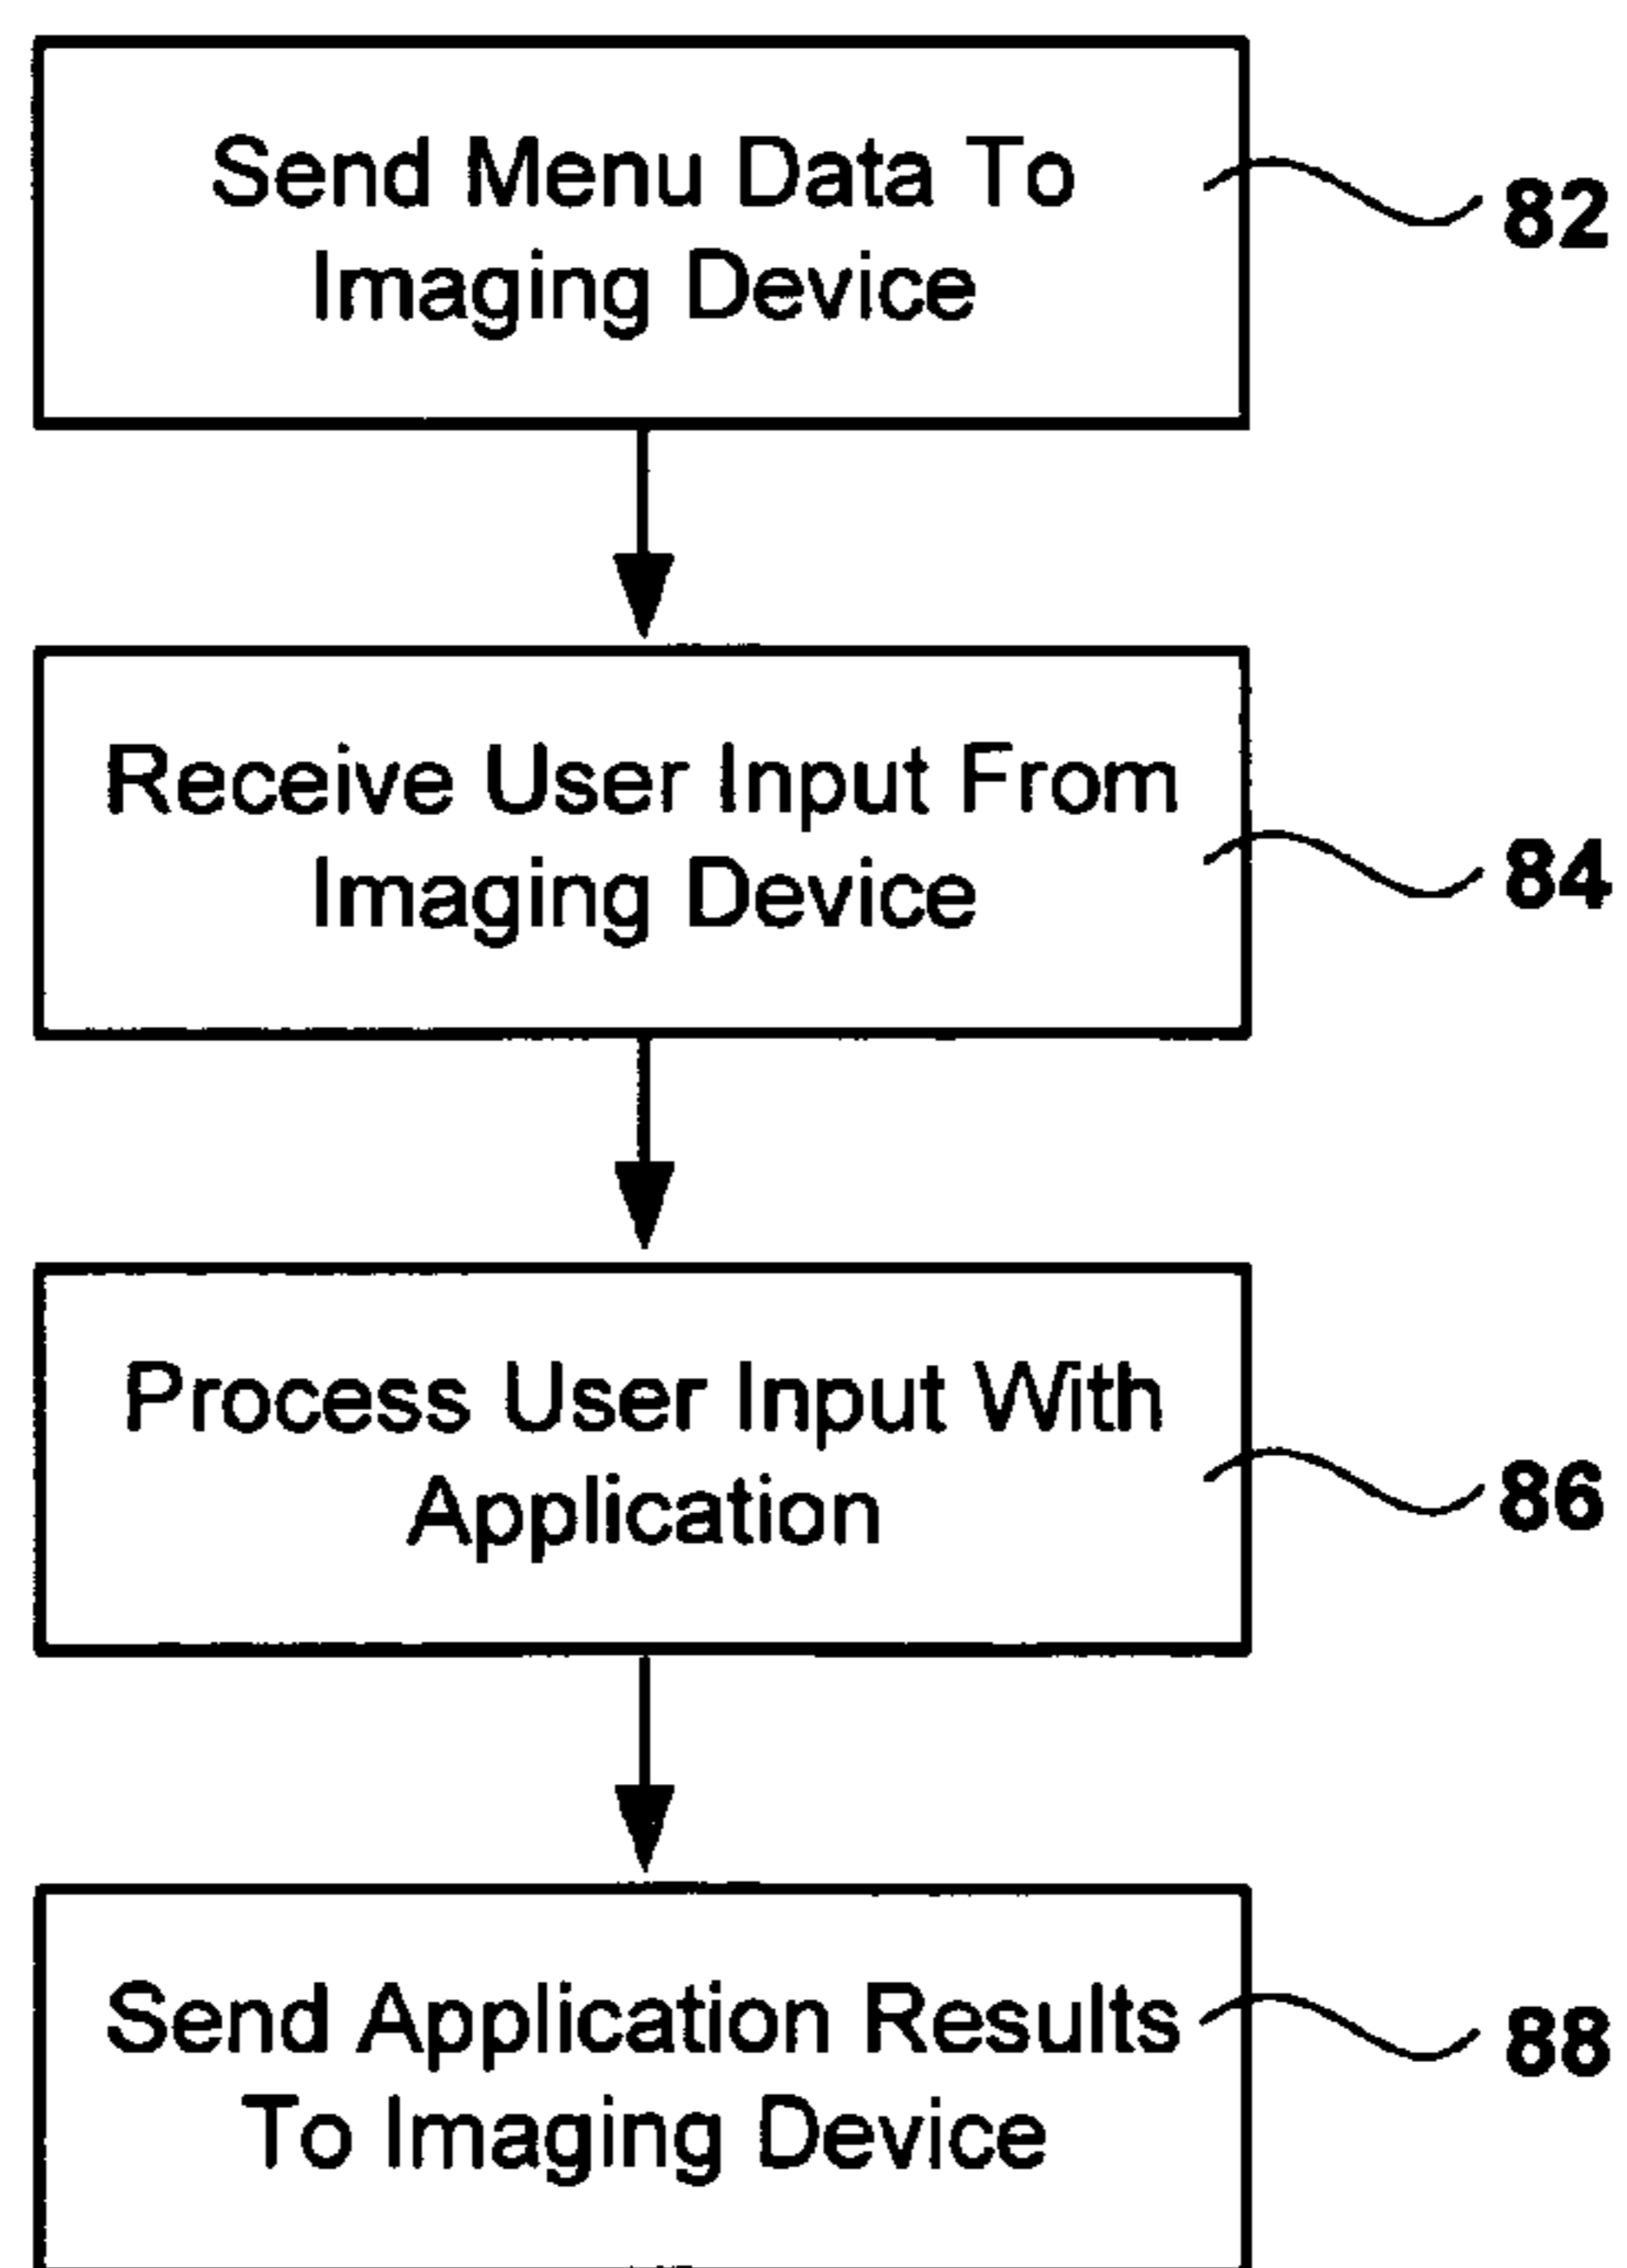 Send Menu Data To
Imaging Device
82
Receive User Input From
Imaging Device
84
Process User Input With
Application
86
Send Application Results
To Imaging Device
88